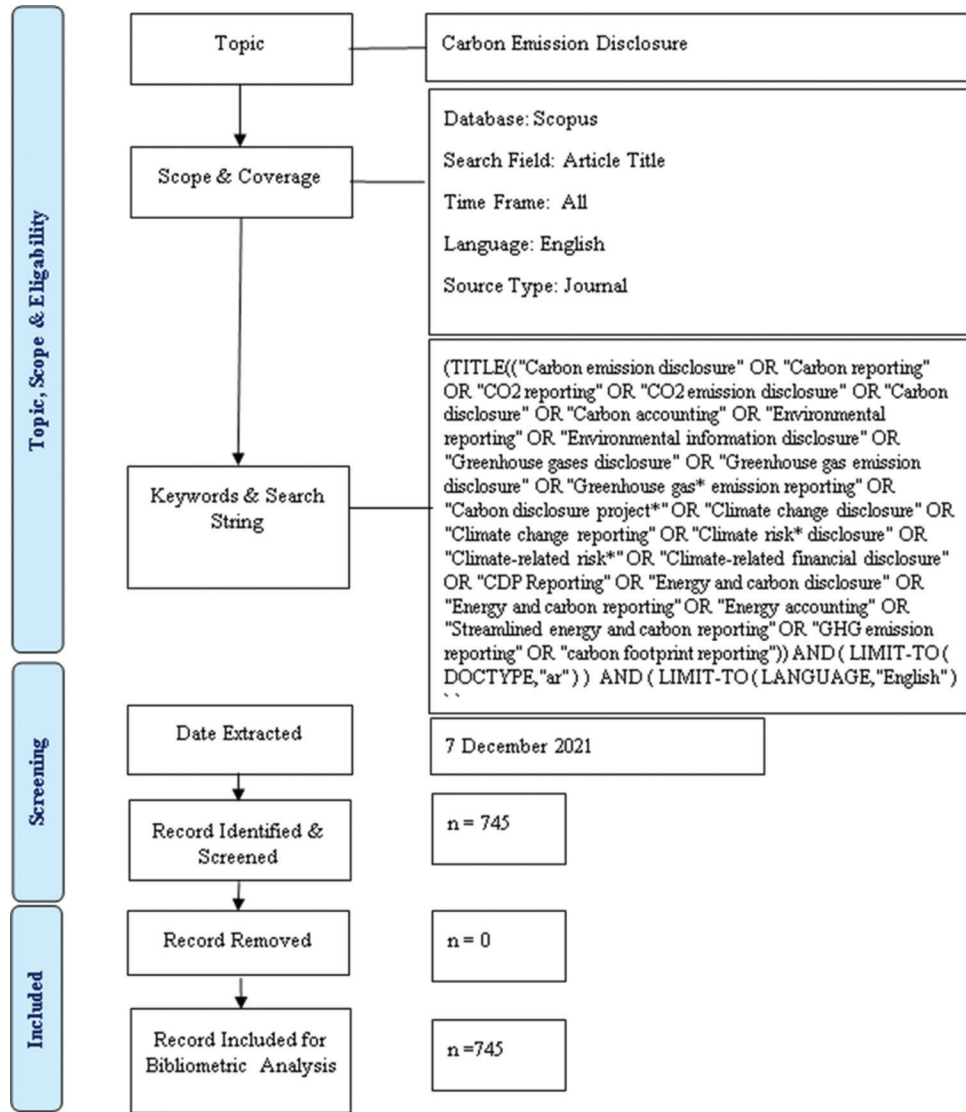 Topic, Scope & Eligability
Topic
Carbon Emission Disclosure
Scope & Coverage
Database: Scopus
Search Field: Article Title
Time Frame: All
Language: English
Source Type: Journal
Keywords & Search
String
(TITLE(("Carbon emission disclosure" OR "Carbon reporting"
OR "CO2 reporting" OR "CO2 emission disclosure" OR "Carbon
disclosure" OR "Carbon accounting" OR "Environmental
reporting" OR "Environmental information disclosure" OR
"Greenhouse gases disclosure" OR "Greenhouse gas emission
disclosure" OR "Greenhouse gas* emission reporting" OR
"Carbon disclosure project*" OR "Climate change disclosure" OR
"Climate change reporting" OR "Climate risk* disclosure" OR
"Climate-related risk*" OR "Climate-related financial disclosure"
OR "CDP Reporting" OR "Energy and carbon disclosure" OR
"Energy and carbon reporting" OR "Energy accounting" OR
"Streamlined energy and carbon reporting" OR "GHG emission
reporting" OR "carbon footprint reporting")) AND ( LIMIT-TO (
DOCTYPE,"ar" ) ) AND ( LIMIT-TO ( LANGUAGE,"English" )
Screening
Date Extracted
7 December 2021
Record Identified &
Screened
n = 745
Included
Record Removed
n = 0
Record Included for
Bibliometric Analysis
n =745